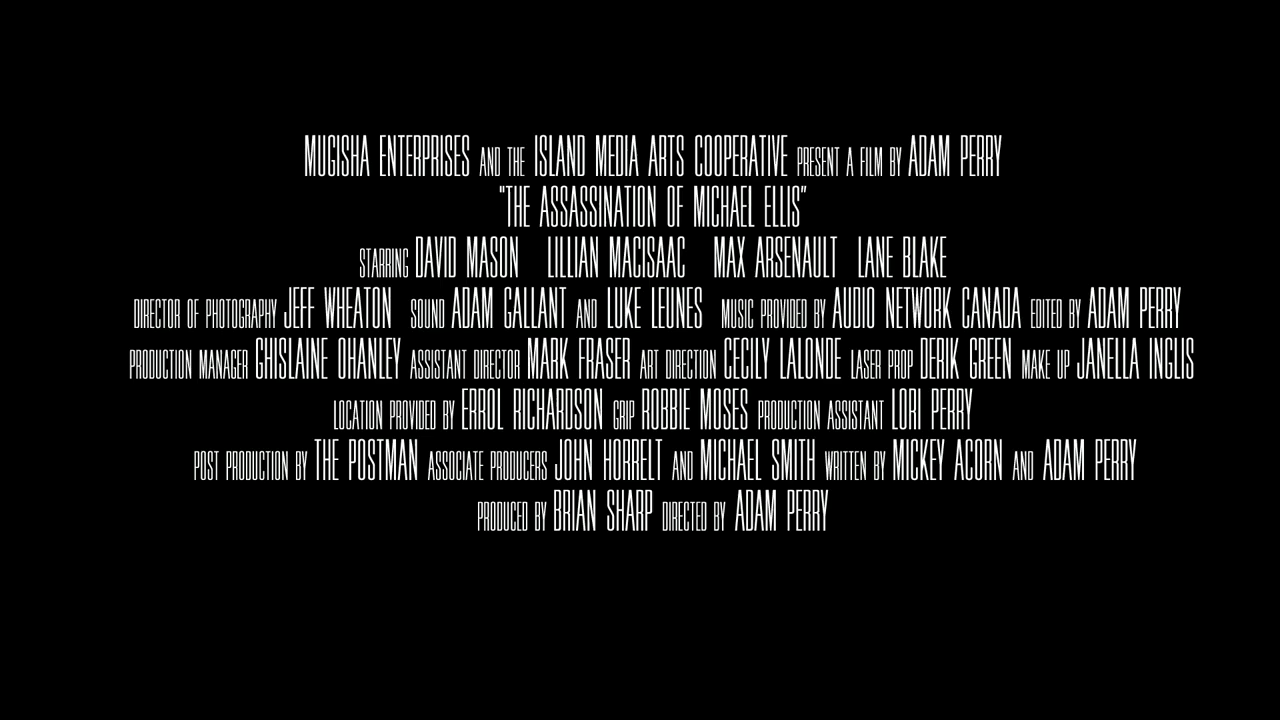 MUGISHA ENTERPRISES AND THE ISLAND MEDIA ARTS COOPERATIVE PRESENT A FILM BY ADAM PERRY
"THE ASSASSINATION OF MICHAEL ELLIS"
STARRING DAVID MASON LILLIAN MACISAAC MAX ARSENAULT LANE BLAKE
DIRECTOR OF PHOTOGRAPHY JEFF WHEATON SOUND ADAM GALLANT AND LUKE LEUNES MUSIC PROVIDED BY AUDIO NETWORK CANADA EDITED BY ADAM PERRY
PRODUCTION MANAGER GHISLAINE OHANLEY ASSISTANT DIRECTOR MARK FRASER ART DIRECTION CECILY LALONDE LASER PROP DERIK GREEN MAKE UP JANELLA INGLIS
LOCATION PROVIDED BY ERROL RICHARDSON GRIP ROBBIE MOSES PRODUCTION ASSISTANT LORI PERRY
POST PRODUCTION BY THE POSTMAN ASSOCIATE PRODUCERS JOHN HORRELT AND MICHAEL SMITH WRITTEN BY MICKEY ACORN AND ADAM PERRY
PRODUCED BY BRIAN SHARP DIRECTED BY ADAM PERRY